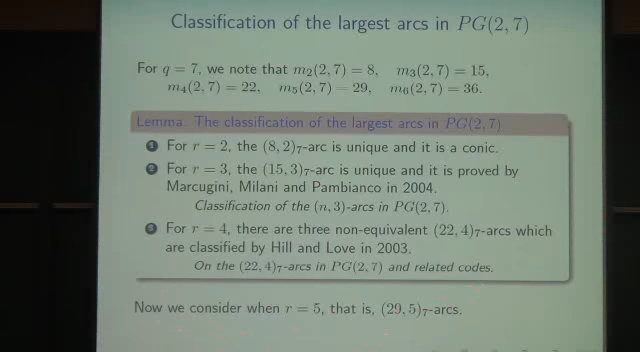 Classification of the largest arcs in PG(2, 7)
For q = 7, we note that m₂(2, 7) = 8, m₃(2, 7) = 15,
m₄(2, 7) = 22, m₅(2, 7) = 29, m₆(2, 7) = 36.
Lemma: The classification of the largest arcs in PG(2,7)
1 For r = 2, the (8, 2)₇-arc is unique and it is a conic.
2 For r = 3, the (15, 3)₇-arc is unique and it is proved by
Marcugini, Milani and Pambianco in 2004.
Classification of the (n, 3)-arcs in PG(2, 7).
3 For r = 4, there are three non-equivalent (22, 4)₇-arcs which
are classified by Hill and Love in 2003.
On the (22, 4)₇-arcs in PG(2, 7) and related codes.
Now we consider when r = 5, that is, (29, 5)₇-arcs.